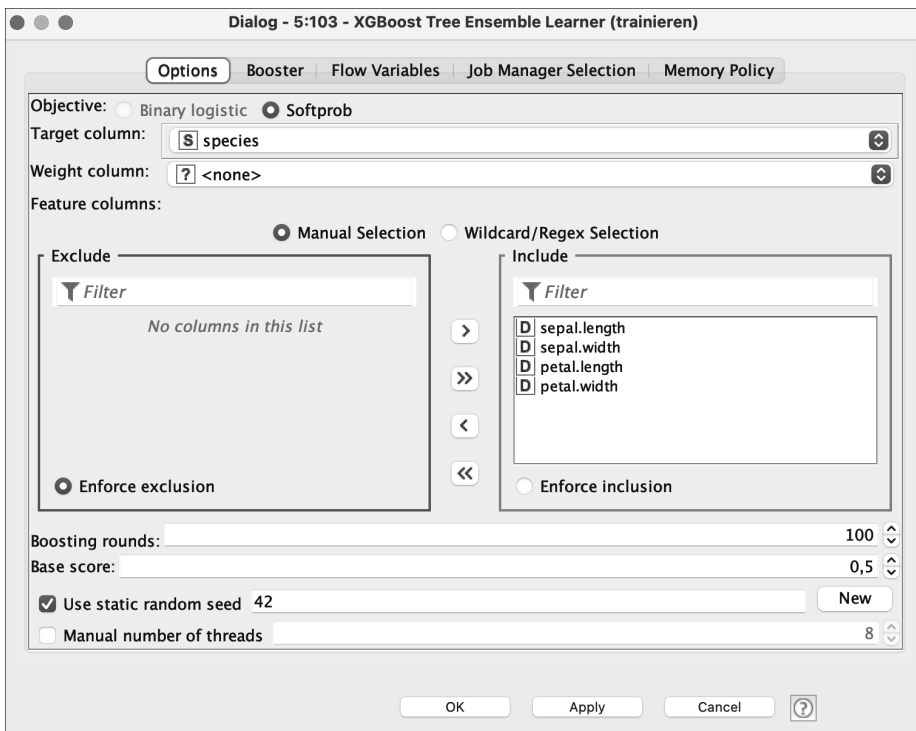 Dialog - 5:103 - XGBoost Tree Ensemble Learner (trainieren)
Options Booster Flow Variables Job Manager Selection Memory Policy
Objective: Binary logistic Softprob
Target column: S species
Weight column: ? <none>
Feature columns:
Manual Selection Wildcard/Regex Selection
Exclude
Filter
No columns in this list
Enforce exclusion
>
>>
<
<<
Include
Filter
D sepal.length
D sepal.width
D petal.length
D petal.width
Enforce inclusion
Boosting rounds: 100
Base score: 0,5
Use static random seed 42 New
Manual number of threads 8
OK Apply Cancel ?